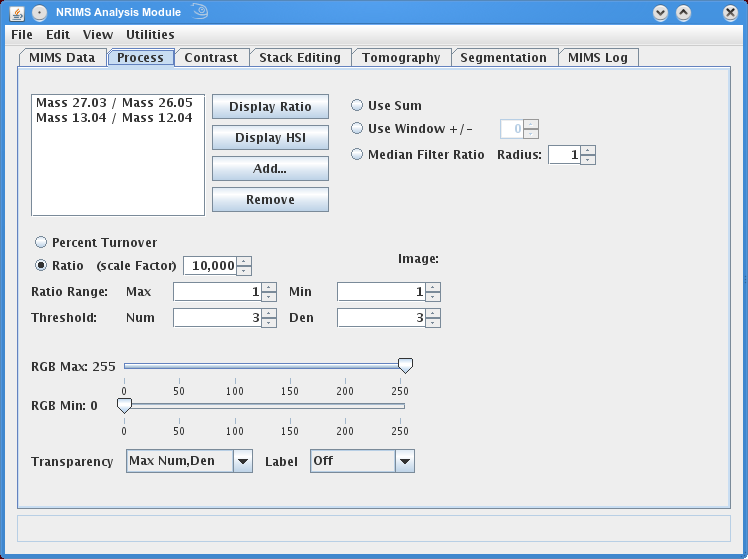 NRIMS Analysis Module
File Edit View Utilities
MIMS Data Process Contrast Stack Editing Tomography Segmentation MIMS Log
Mass 27.03 / Mass 26.05
Mass 13.04 / Mass 12.04
Display Ratio
Display HSI
Add...
Remove
Use Sum
Use Window +/- 0
Median Filter Ratio Radius: 1
Percent Turnover
Ratio (scale Factor) 10,000
Image:
Ratio Range: Max 1 Min 1
Threshold: Num 3 Den 3
RGB Max: 255
0 50 100 150 200 250
RGB Min: 0
0 50 100 150 200 250
Transparency Max Num,Den Label Off